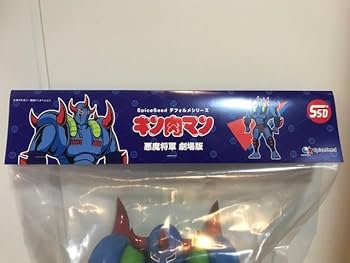 SpiceSeed デフォルメシリーズ
キン肉マン
悪魔将軍 劇場版
SSD
SpiceSeed